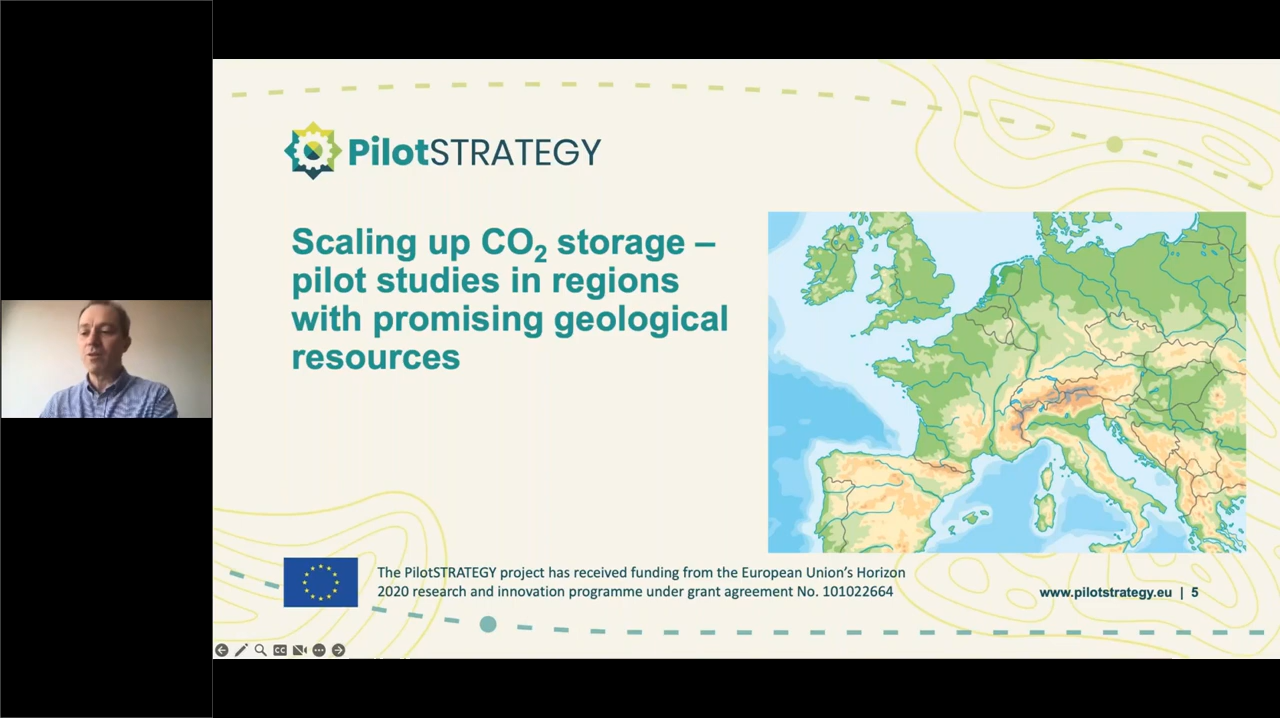 PilotSTRATEGY
Scaling up CO₂ storage –
pilot studies in regions
with promising geological
resources
The PilotSTRATEGY project has received funding from the European Union’s Horizon
2020 research and innovation programme under grant agreement No. 101022664
www.pilotstrategy.eu | 5
CC